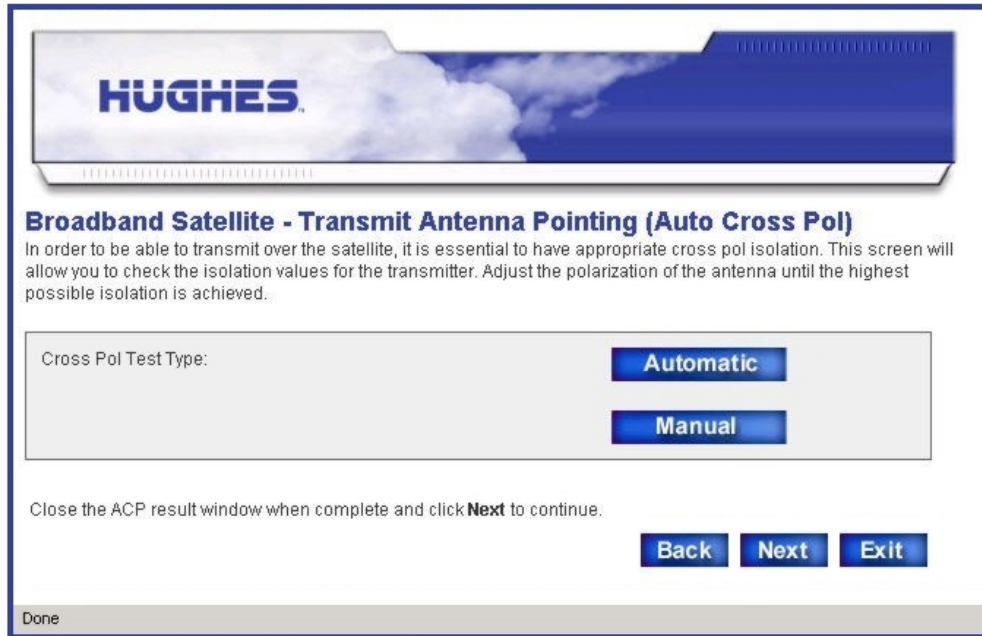 HUGHES
Broadband Satellite - Transmit Antenna Pointing (Auto Cross Pol)
In order to be able to transmit over the satellite, it is essential to have appropriate cross pol isolation. This screen will
allow you to check the isolation values for the transmitter. Adjust the polarization of the antenna until the highest
possible isolation is achieved.
Cross Pol Test Type:
Automatic
Manual
Close the ACP result window when complete and click Next to continue.
Back Next Exit
Done